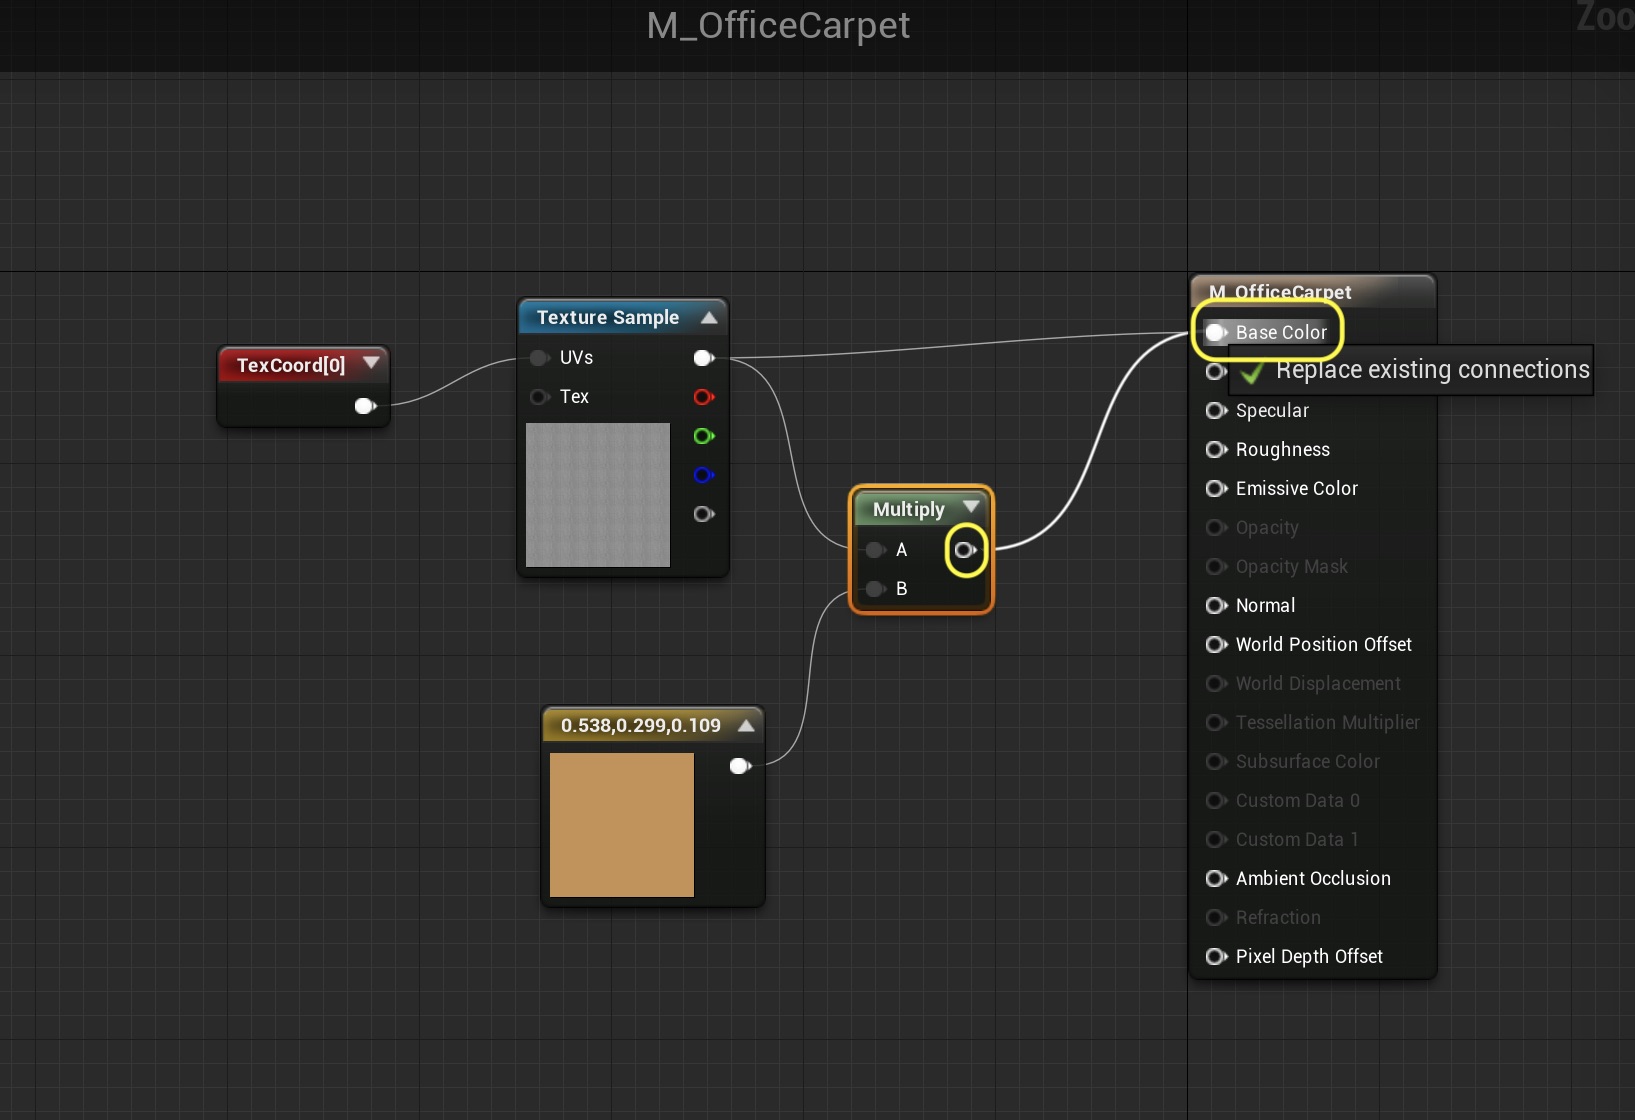 M_OfficeCarpet
Zoo
TexCoord[0]
Texture Sample
UVs
Tex
Multiply
A
B
0.538,0.299,0.109
M_OfficeCarpet
Base Color
Replace existing connections
Specular
Roughness
Emissive Color
Opacity
Opacity Mask
Normal
World Position Offset
World Displacement
Tessellation Multiplier
Subsurface Color
Custom Data 0
Custom Data 1
Ambient Occlusion
Refraction
Pixel Depth Offset